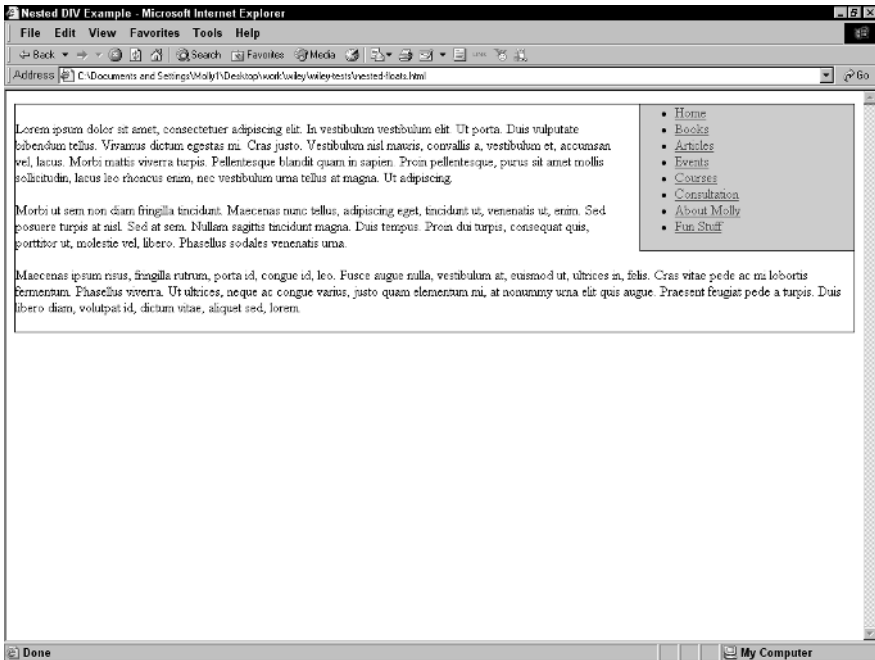 Nested DIV Example - Microsoft Internet Explorer
File Edit View Favorites Tools Help
Back Search Favorites Media
Address C:\Documents and Settings\Molly1\Desktop\work\wiley\wiley-tests\nested-floats.html Go
Home
Books
Articles
Events
Courses
Consultation
About Molly
Fun Stuff
Lorem ipsum dolor sit amet, consectetuer adipiscing elit. In vestibulum vestibulum elit. Ut porta. Duis vulputate
bibendum tellus. Vivamus dictum egestas mi. Cras justo. Vestibulum nisl mauris, convallis a, vestibulum et, accumsan
vel, lacus. Morbi mattis viverra turpis. Pellentesque blandit quam in sapien. Proin pellentesque, purus sit amet mollis
sollicitudin, lacus leo rhoncus enim, nec vestibulum urna tellus at magna. Ut adipiscing.
Morbi ut sem non diam fringilla tincidunt. Maecenas nunc tellus, adipiscing eget, tincidunt ut, venenatis ut, enim. Sed
posuere turpis at nisl. Sed at sem. Nullam sagittis tincidunt magna. Duis tempus. Proin dui turpis, consequat quis,
porttitor ut, molestie vel, libero. Phasellus sodales venenatis urna.
Maecenas ipsum risus, fringilla rutrum, porta id, congue id, leo. Fusce augue nulla, vestibulum at, euismod ut, ultrices in, felis. Cras vitae pede ac mi lobortis
fermentum. Phasellus viverra. Ut ultrices, neque ac congue varius, justo quam elementum mi, at nonummy urna elit quis augue. Praesent feugiat pede a turpis. Duis
libero diam, volutpat id, dictum vitae, aliquet sed, lorem.
Done My Computer